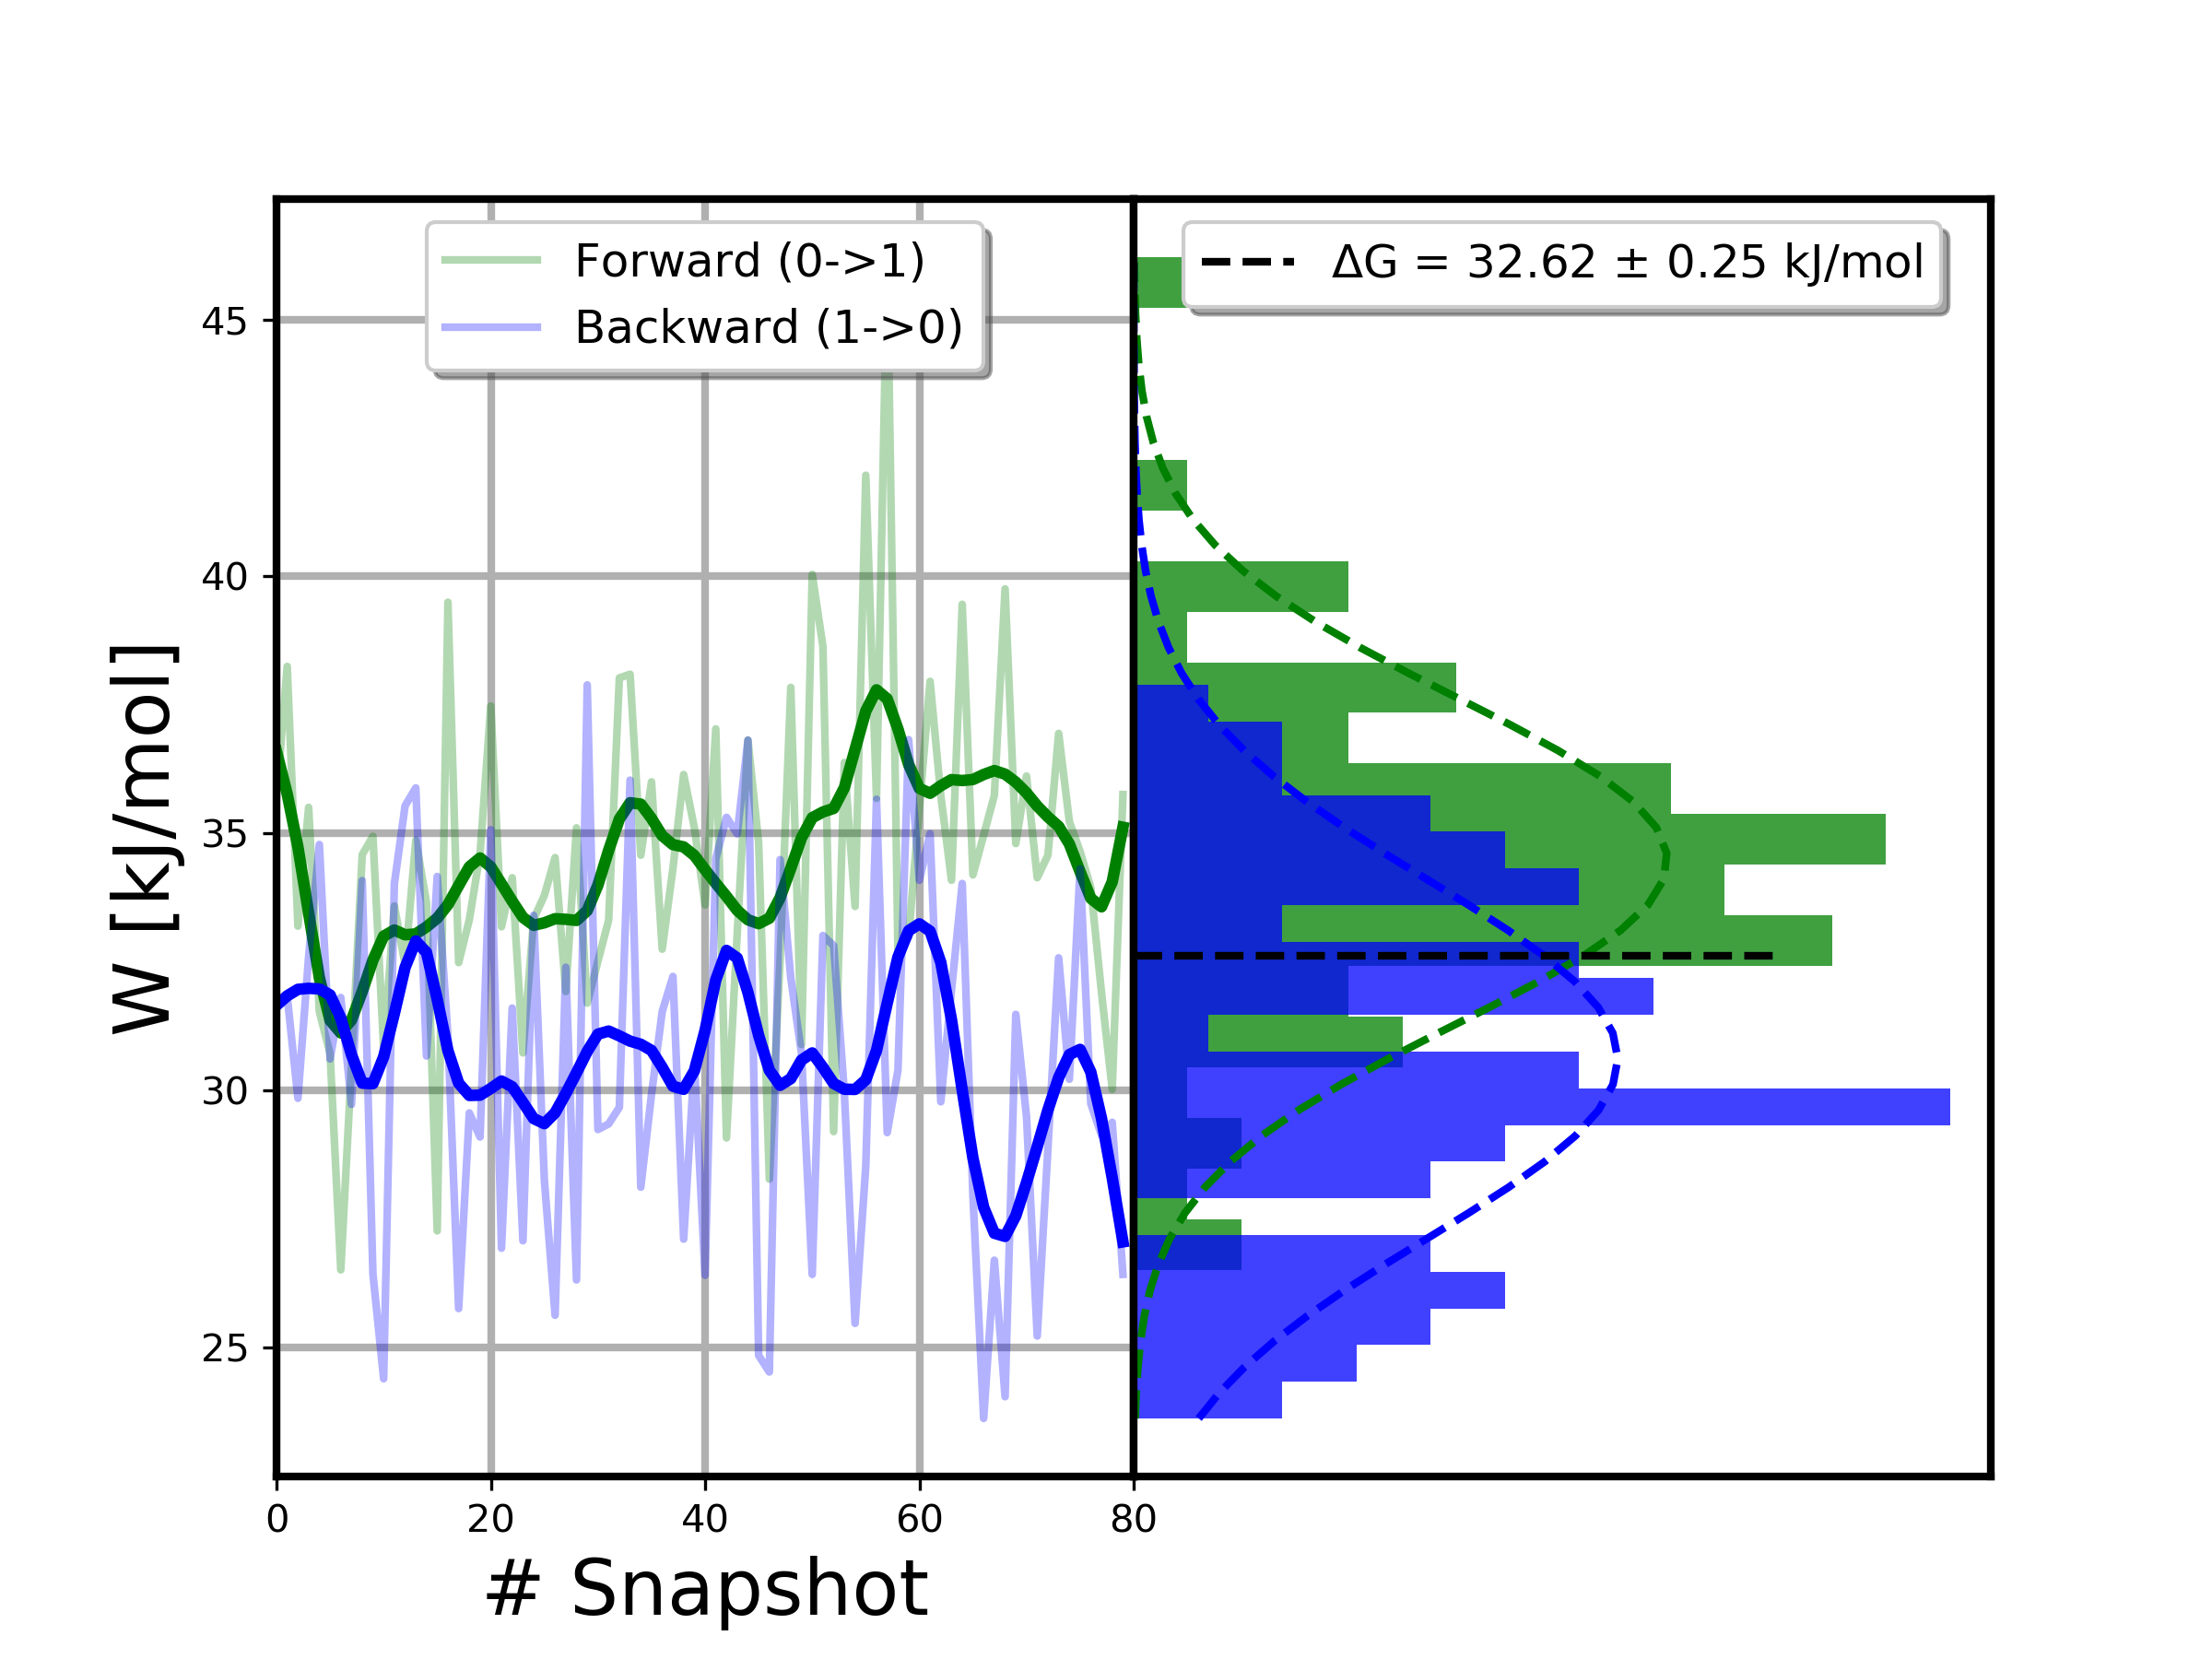 Forward (0->1)
Backward (1->0)
ΔG = 32.62 ± 0.25 kJ/mol
W [kJ/mol]
45
40
35
30
25
0 20 40 60 80
# Snapshot